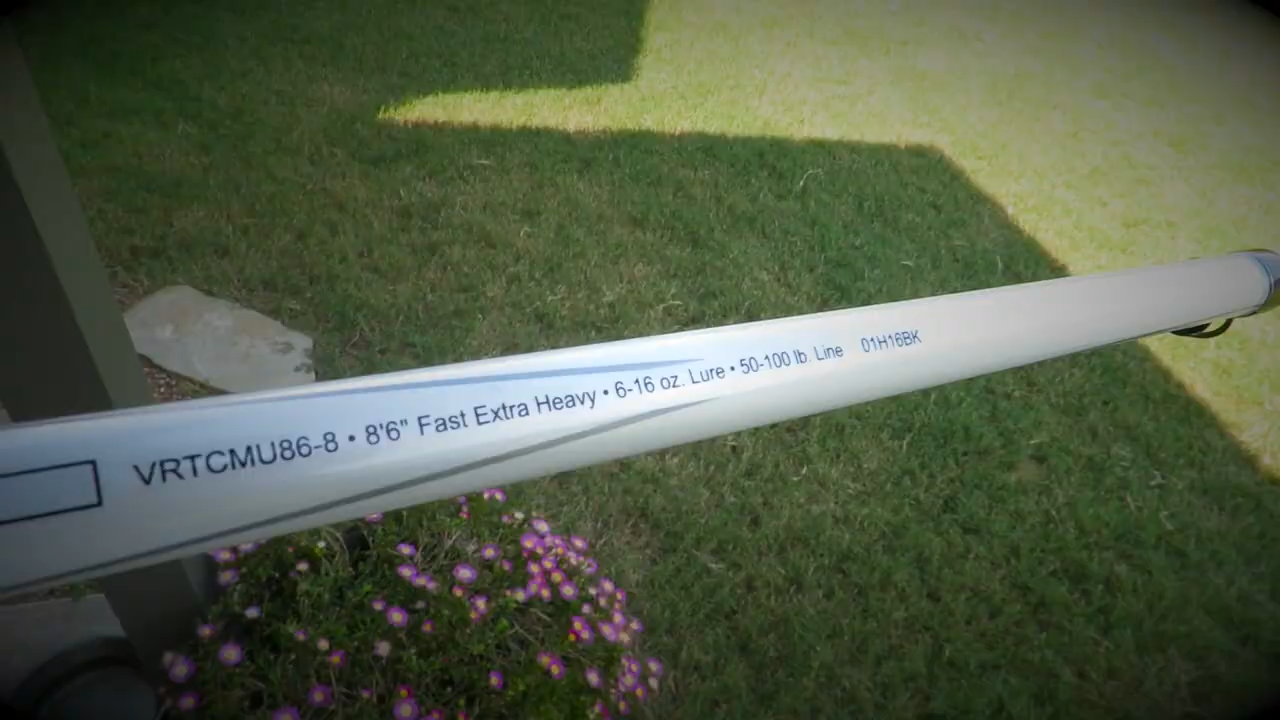 VRTCMU86-8 • 8'6" Fast Extra Heavy • 6-16 oz. Lure • 50-100 lb. Line 01H16BK